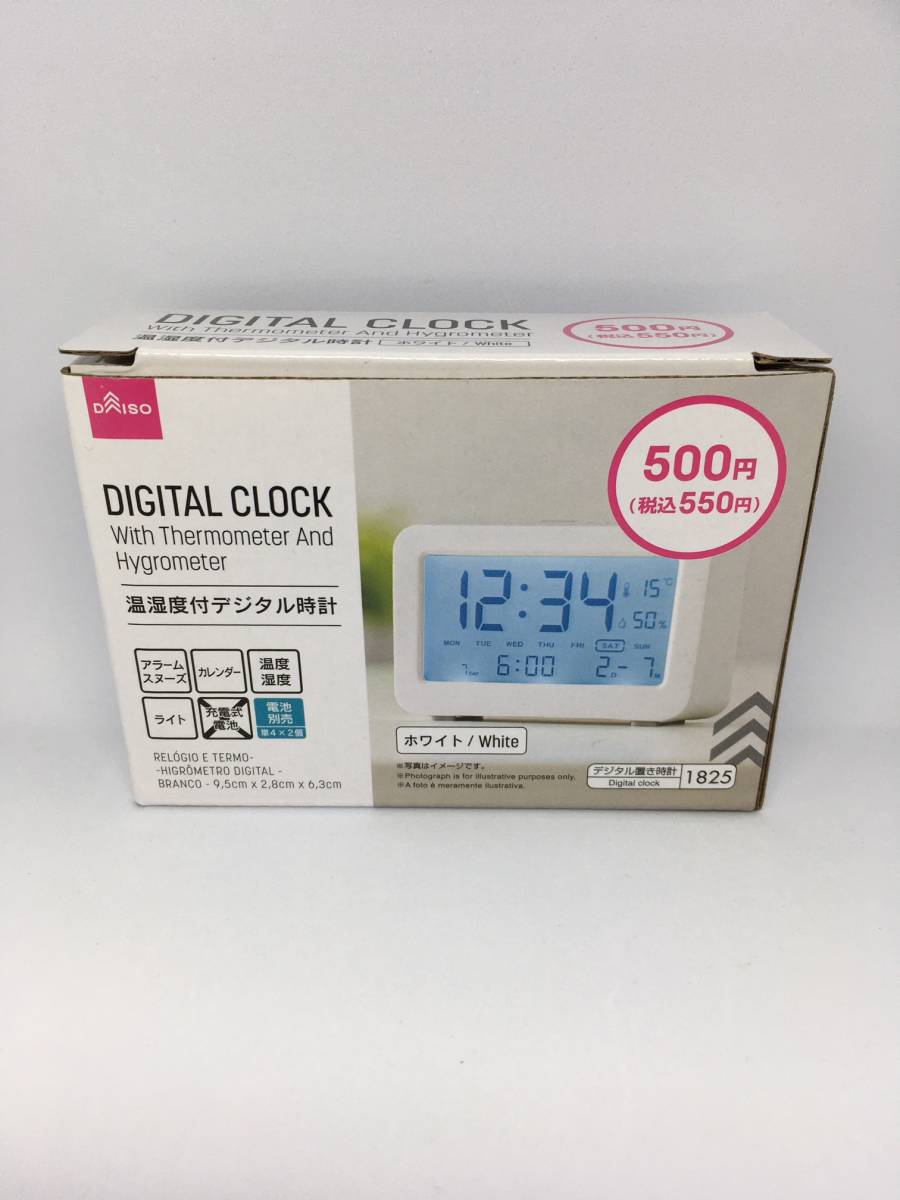 DIGITAL CLOCK
With Thermometer And Hygrometer
温湿度付デジタル時計 ホワイト / White
500円
(税込550円)
DAISO
500円
(税込550円)
DIGITAL CLOCK
With Thermometer And
Hygrometer
温湿度付デジタル時計
アラーム
スヌーズ
カレンダー
温度
湿度
ライト
充電式
電池
電池
別売
単4×2個
RELÓGIO E TERMO-
-HIGRÔMETRO DIGITAL -
BRANCO - 9,5cm x 2,8cm x 6,3cm
12:34
15°C
50%
MON TUE WED THU FRI SAT SUN
6:00
2D-7M
ホワイト / White
※写真はイメージです。
※Photograph is for illustrative purposes only.
※A foto é meramente ilustrativa.
デジタル置き時計
Digital clock
1825